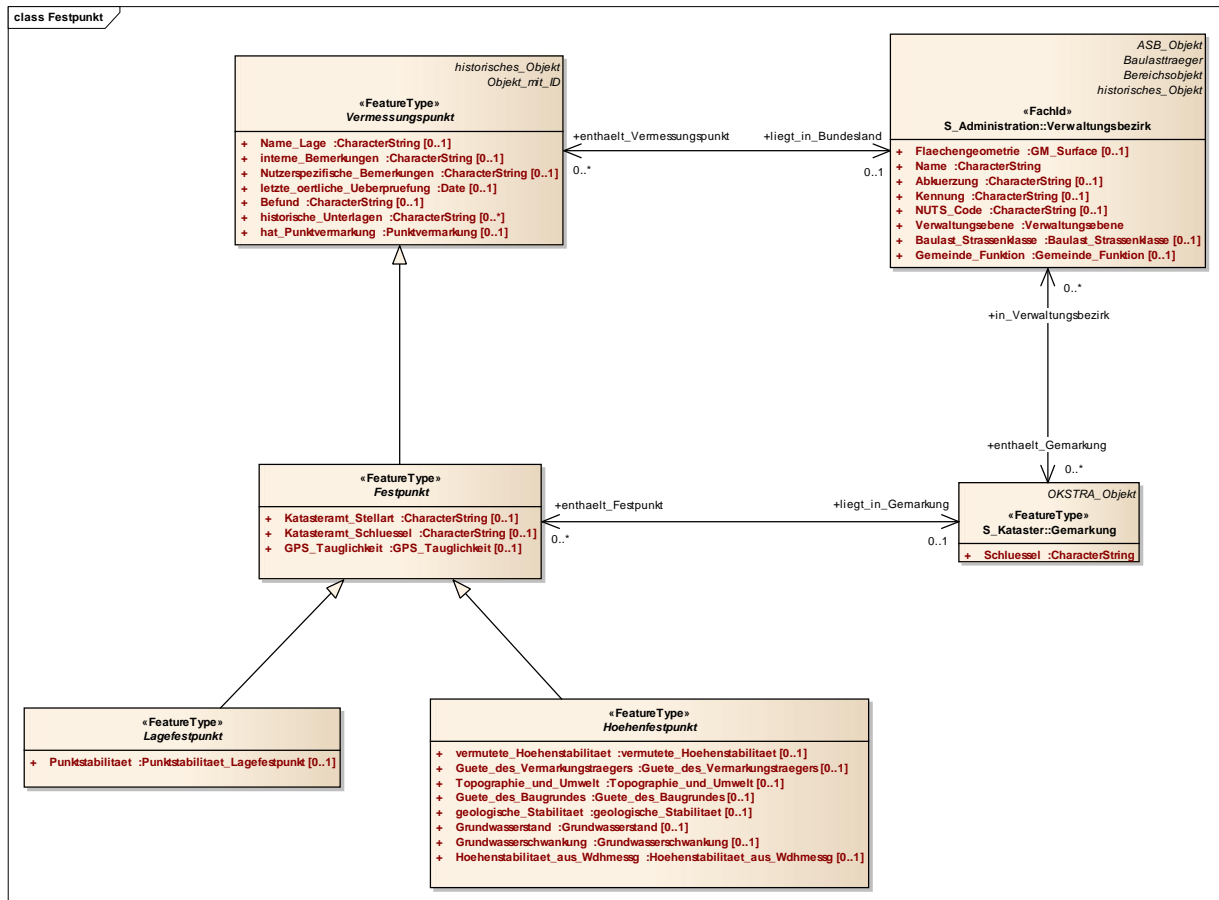 class Festpunkt
historisches_Objekt
Objekt_mit_ID
«FeatureType»
Vermessungspunkt
+ Name_Lage :CharacterString [0..1]
+ interne_Bemerkungen :CharacterString [0..1]
+ Nutzerspezifische_Bemerkungen :CharacterString [0..1]
+ letzte_oertliche_Ueberpruefung :Date [0..1]
+ Befund :CharacterString [0..1]
+ historische_Unterlagen :CharacterString [0..*]
+ hat_Punktvermarkung :Punktvermarkung [0..1]
+enthaelt_Vermessungspunkt
0..*
+liegt_in_Bundesland
0..1
ASB_Objekt
Baulasttraeger
Bereichsobjekt
historisches_Objekt
«FachId»
S_Administration::Verwaltungsbezirk
+ Flaechengeometrie :GM_Surface [0..1]
+ Name :CharacterString
+ Abkuerzung :CharacterString [0..1]
+ Kennung :CharacterString [0..1]
+ NUTS_Code :CharacterString [0..1]
+ Verwaltungsebene :Verwaltungsebene
+ Baulast_Strassenklasse :Baulast_Strassenklasse [0..1]
+ Gemeinde_Funktion :Gemeinde_Funktion [0..1]
0..*
+in_Verwaltungsbezirk
+enthaelt_Gemarkung
0..*
«FeatureType»
Festpunkt
+ Katasteramt_Stellart :CharacterString [0..1]
+ Katasteramt_Schluessel :CharacterString [0..1]
+ GPS_Tauglichkeit :GPS_Tauglichkeit [0..1]
+enthaelt_Festpunkt
0..*
+liegt_in_Gemarkung
0..1
OKSTRA_Objekt
«FeatureType»
S_Kataster::Gemarkung
+ Schluessel :CharacterString
«FeatureType»
Lagefestpunkt
+ Punktstabilitaet :Punktstabilitaet_Lagefestpunkt [0..1]
«FeatureType»
Hoehenfestpunkt
+ vermutete_Hoehenstabilitaet :vermutete_Hoehenstabilitaet [0..1]
+ Guete_des_Vermarkungstraegers :Guete_des_Vermarkungstraegers [0..1]
+ Topographie_und_Umwelt :Topographie_und_Umwelt [0..1]
+ Guete_des_Baugrundes :Guete_des_Baugrundes [0..1]
+ geologische_Stabilitaet :geologische_Stabilitaet [0..1]
+ Grundwasserstand :Grundwasserstand [0..1]
+ Grundwasserschwankung :Grundwasserschwankung [0..1]
+ Hoehenstabilitaet_aus_Wdhmessg :Hoehenstabilitaet_aus_Wdhmessg [0..1]